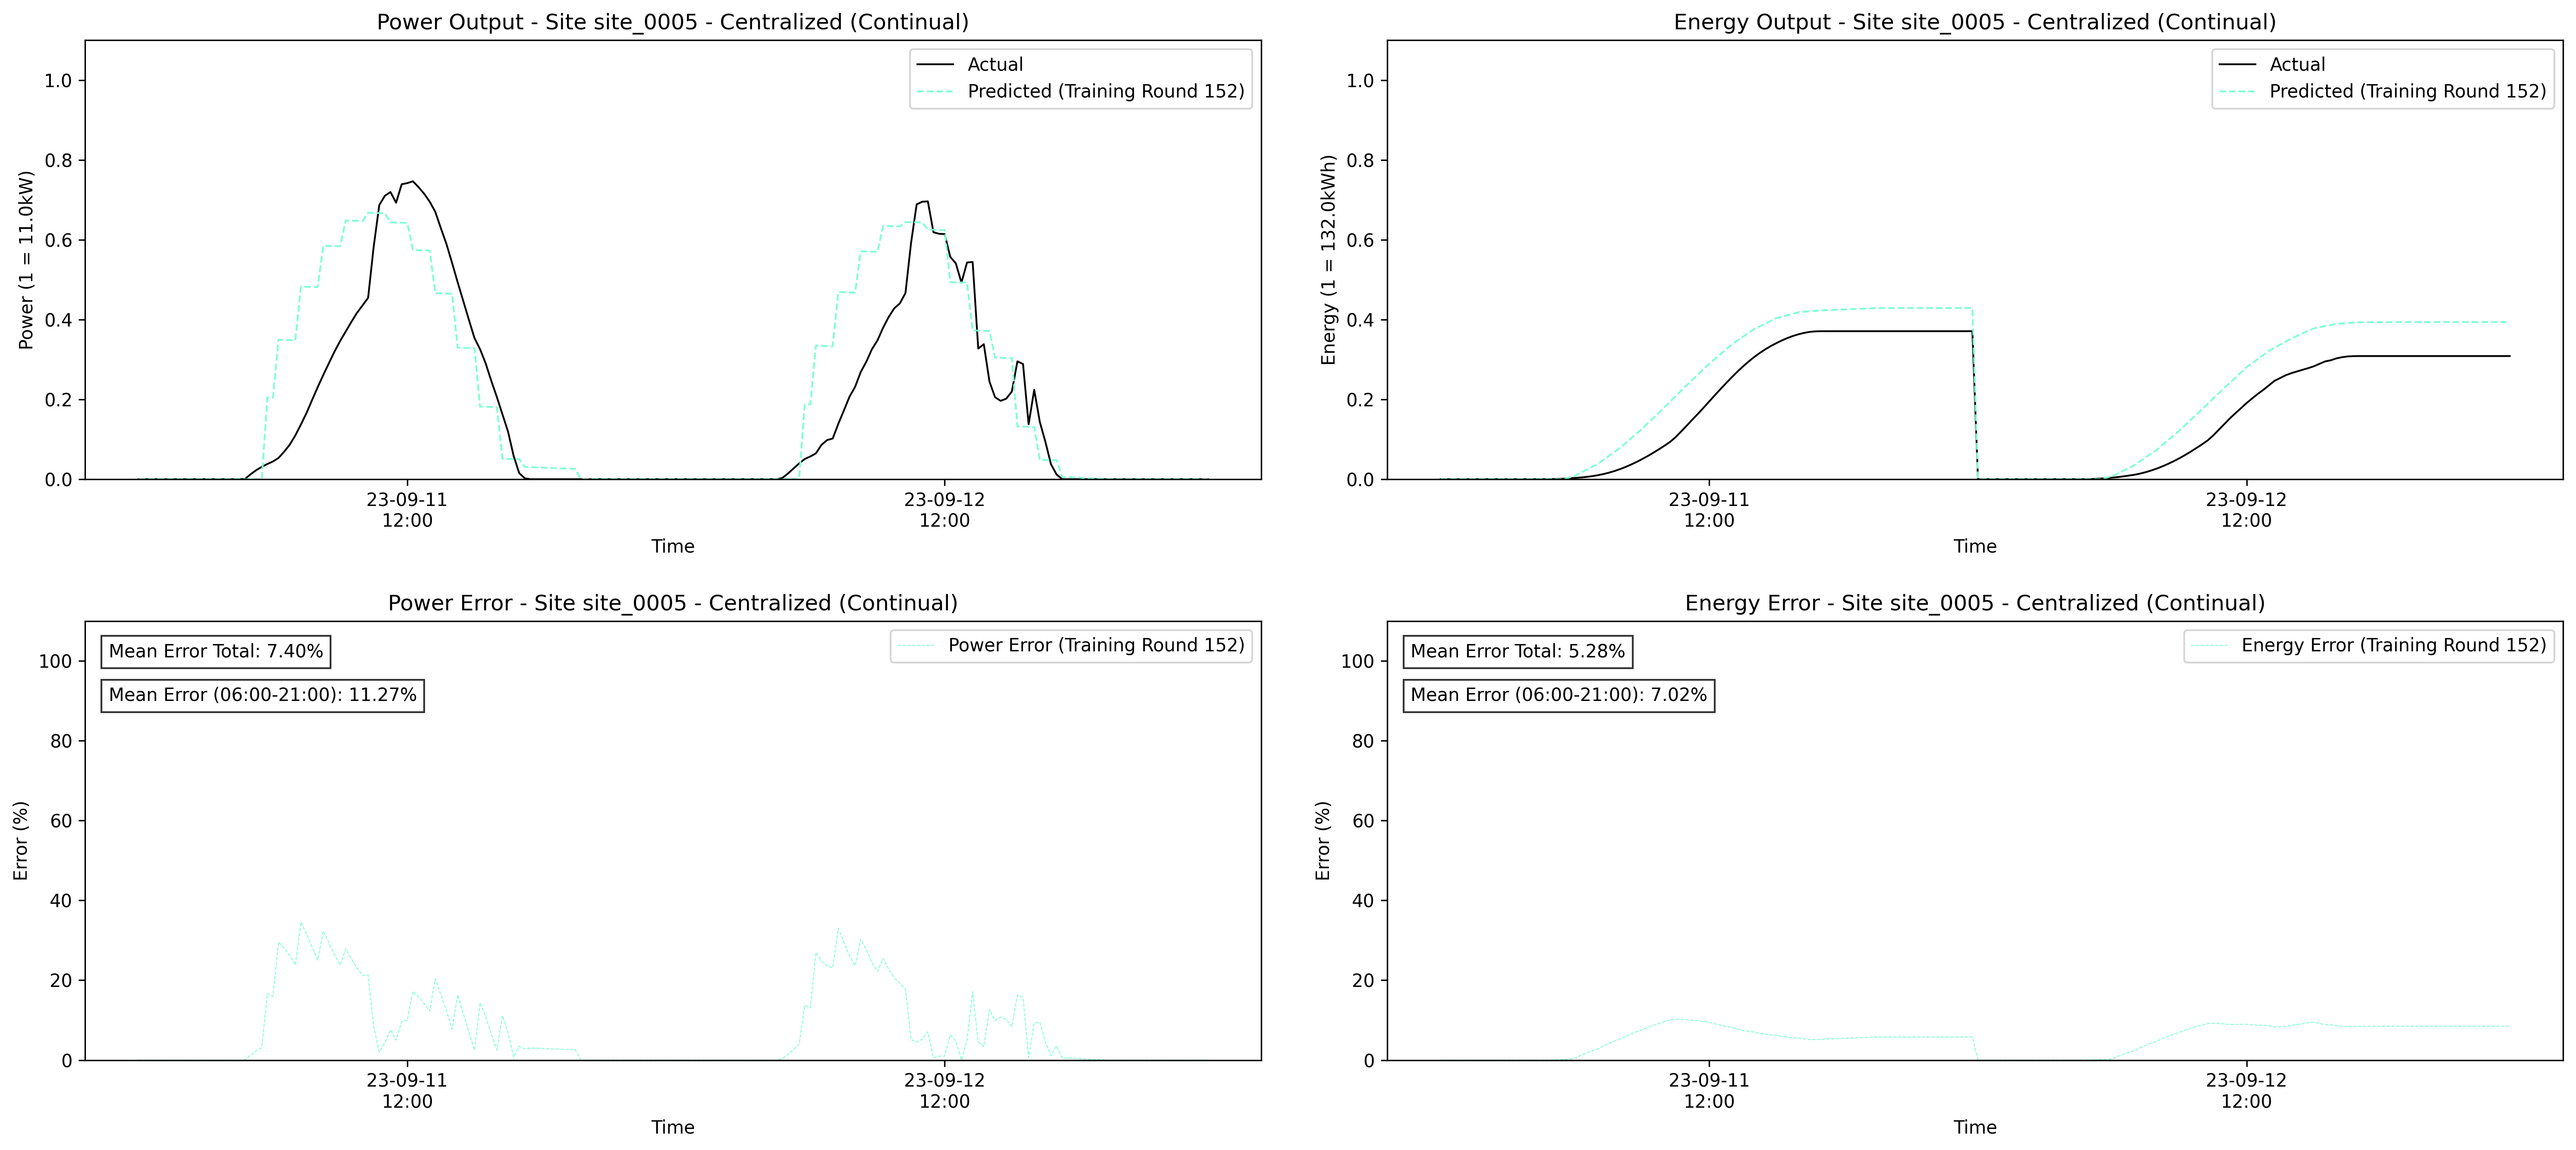 Power Output - Site site_0005 - Centralized (Continual)
Actual
Predicted (Training Round 152)
Power (1 = 11.0kW)
1.0
0.8
0.6
0.4
0.2
0.0
23-09-11
12:00
23-09-12
12:00
Time
Energy Output - Site site_0005 - Centralized (Continual)
Actual
Predicted (Training Round 152)
Energy (1 = 132.0kWh)
1.0
0.8
0.6
0.4
0.2
0.0
23-09-11
12:00
23-09-12
12:00
Time
Power Error - Site site_0005 - Centralized (Continual)
Mean Error Total: 7.40%
Mean Error (06:00-21:00): 11.27%
Power Error (Training Round 152)
Error (%)
100
80
60
40
20
0
23-09-11
12:00
23-09-12
12:00
Time
Energy Error - Site site_0005 - Centralized (Continual)
Mean Error Total: 5.28%
Mean Error (06:00-21:00): 7.02%
Energy Error (Training Round 152)
Error (%)
100
80
60
40
20
0
23-09-11
12:00
23-09-12
12:00
Time